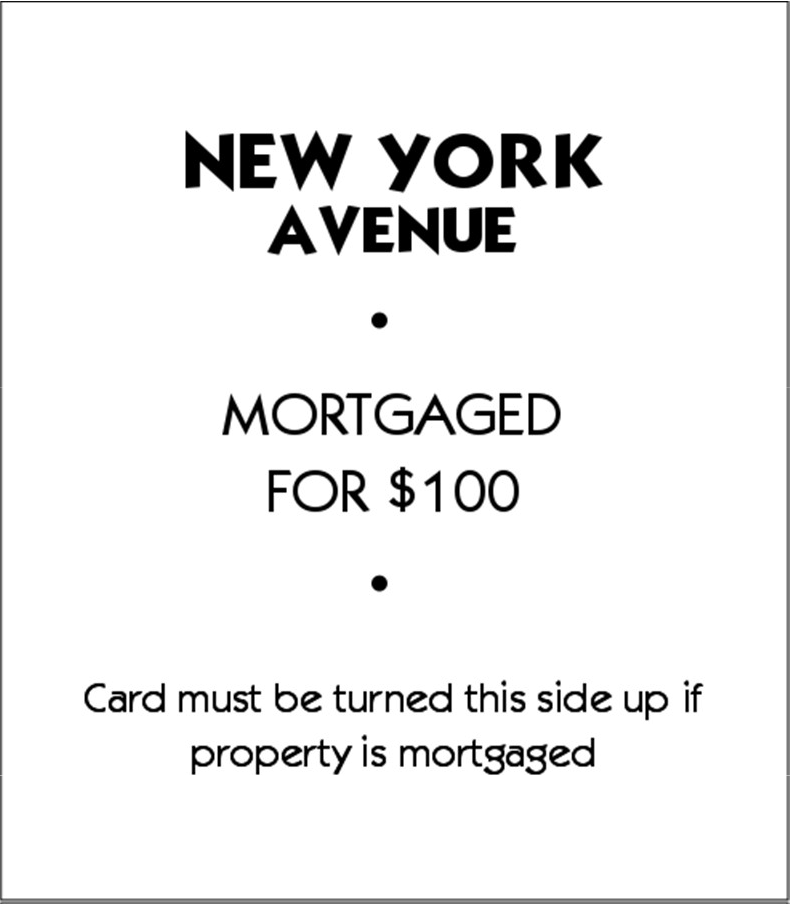 NEW YORK
AVENUE
•
MORTGAGED
FOR $100
•
Card must be turned this side up if
property is mortgaged